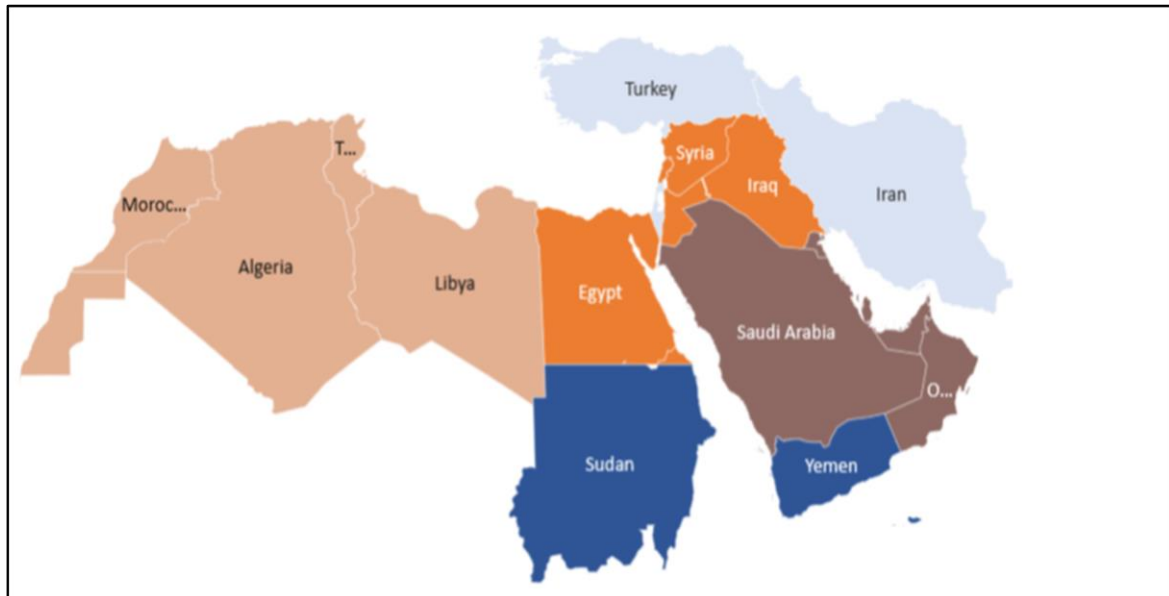 Turkey
T...
Syria
Moroc...
Iraq
Iran
Algeria
Libya
Egypt
Saudi Arabia
O...
Sudan
Yemen